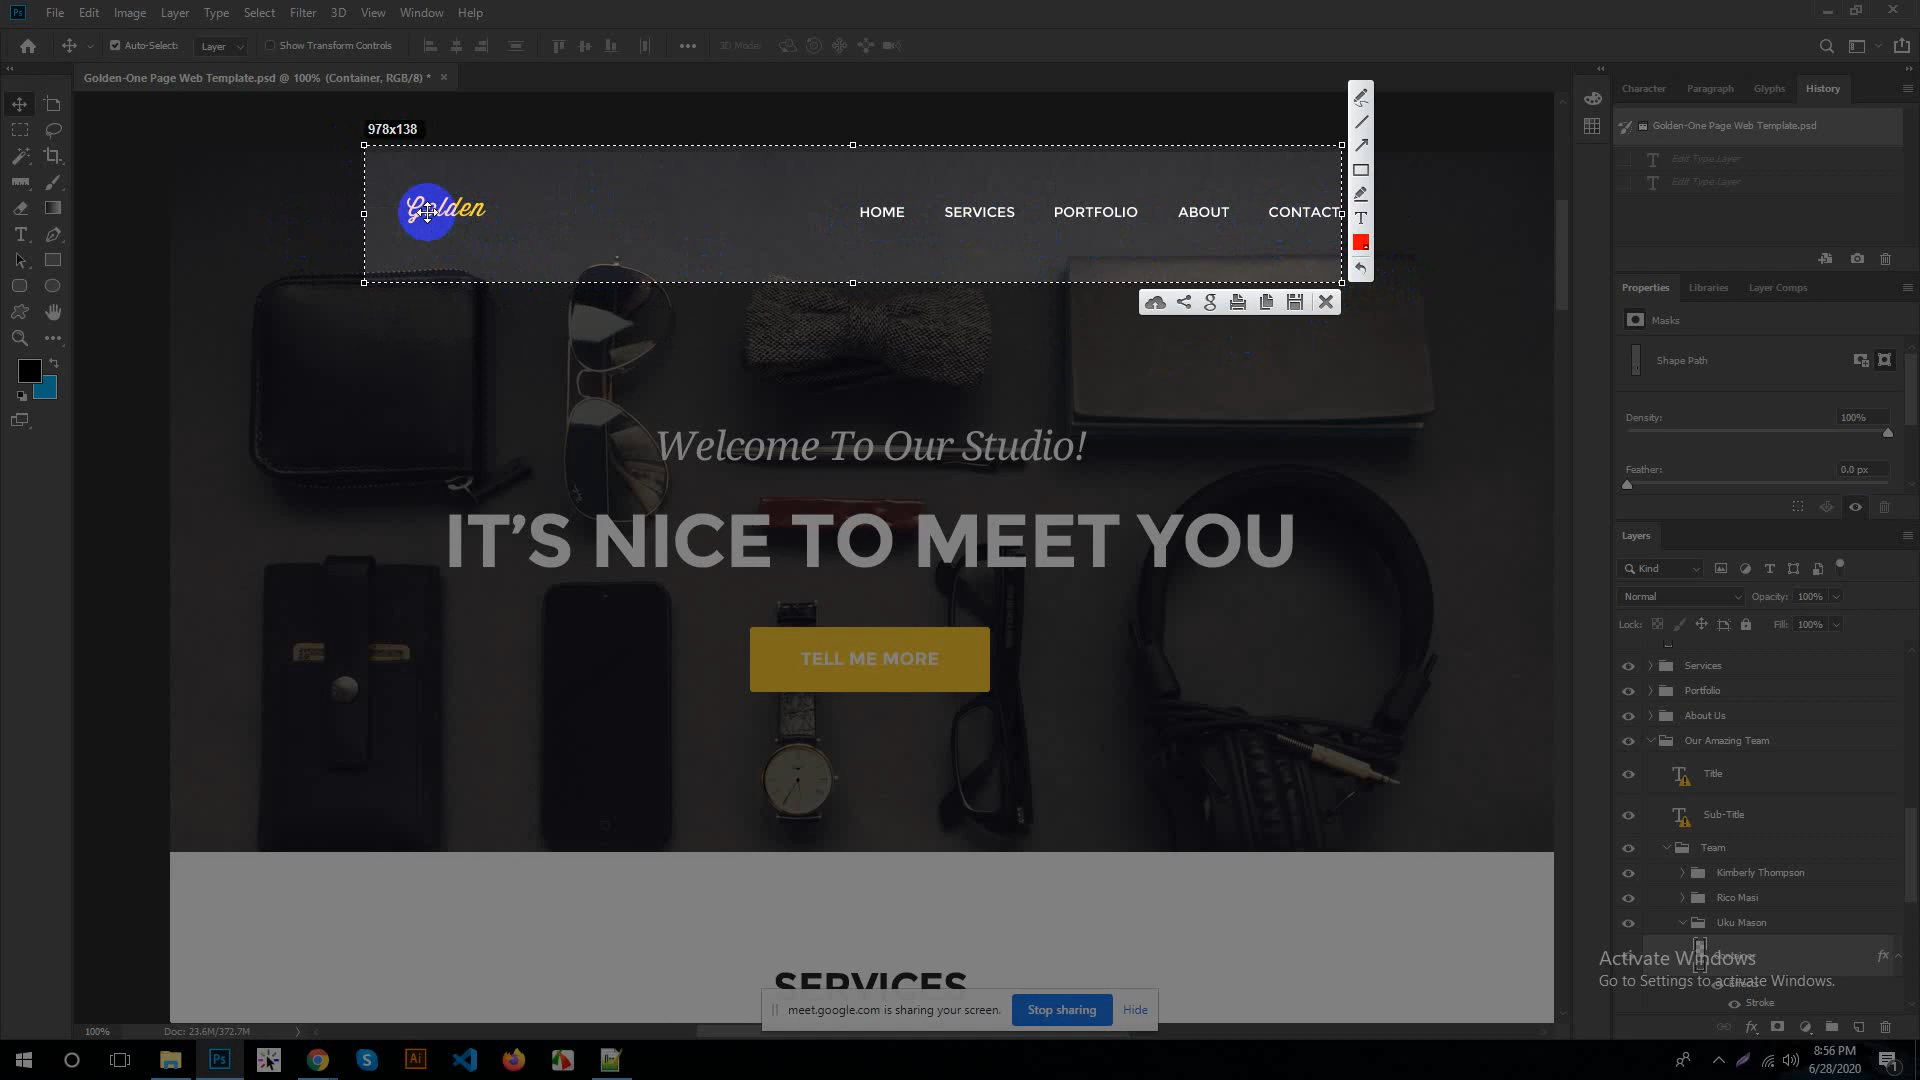 Ps File Edit Image Layer Type Select Filter 3D View Window Help
Auto-Select: Layer Show Transform Controls 3D Mode:
Golden-One Page Web Template.psd @ 100% (Container, RGB/8) *
Character Paragraph Glyphs History
Golden-One Page Web Template.psd
Edit Type Layer
Edit Type Layer
978x138
Golden
HOME SERVICES PORTFOLIO ABOUT CONTACT
Properties Libraries Layer Comps
Masks
Shape Path
Density: 100%
Feather: 0.0 px
Welcome To Our Studio!
IT'S NICE TO MEET YOU
TELL ME MORE
SERVICES
Layers
Kind
Normal Opacity: 100%
Lock: Fill: 100%
Services
Portfolio
About Us
Our Amazing Team
Title
Sub-Title
Team
Kimberly Thompson
Rico Masi
Uku Mason
fx
Effects
Stroke
Activate Windows
Go to Settings to activate Windows.
meet.google.com is sharing your screen. Stop sharing Hide
100% Doc: 23.6M/372.7M
8:56 PM
6/28/2020